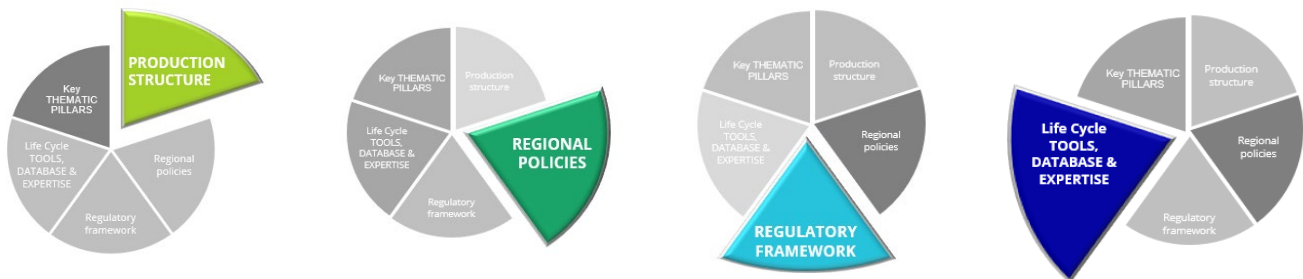 PRODUCTION
STRUCTURE
Key
THEMATIC
PILLARS
Life Cycle
TOOLS,
DATABASE &
EXPERTISE
Regional
policies
Regulatory
framework
Key THEMATIC
PILLARS
Production
structure
Life Cycle
TOOLS,
DATABASE &
EXPERTISE
REGIONAL
POLICIES
Regulatory
framework
Key THEMATIC
PILLARS
Production
structure
Life Cycle
TOOLS,
DATABASE &
EXPERTISE
Regional
policies
REGULATORY
FRAMEWORK
Key THEMATIC
PILLARS
Production
structure
Life Cycle
TOOLS,
DATABASE &
EXPERTISE
Regional
policies
Regulatory
framework